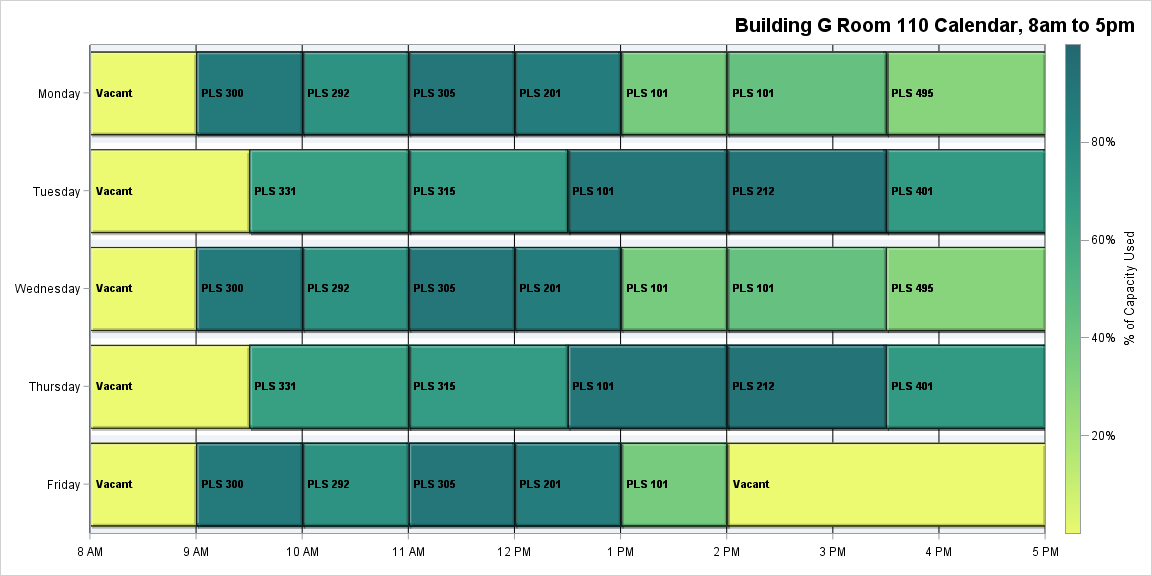 Building G Room 110 Calendar, 8am to 5pm
Monday Vacant PLS 300 PLS 292 PLS 305 PLS 201 PLS 101 PLS 101 PLS 495
Tuesday Vacant PLS 331 PLS 315 PLS 101 PLS 212 PLS 401
Wednesday Vacant PLS 300 PLS 292 PLS 305 PLS 201 PLS 101 PLS 101 PLS 495
Thursday Vacant PLS 331 PLS 315 PLS 101 PLS 212 PLS 401
Friday Vacant PLS 300 PLS 292 PLS 305 PLS 201 PLS 101 Vacant
8 AM 9 AM 10 AM 11 AM 12 PM 1 PM 2 PM 3 PM 4 PM 5 PM
80%
60%
40%
20%
% of Capacity Used